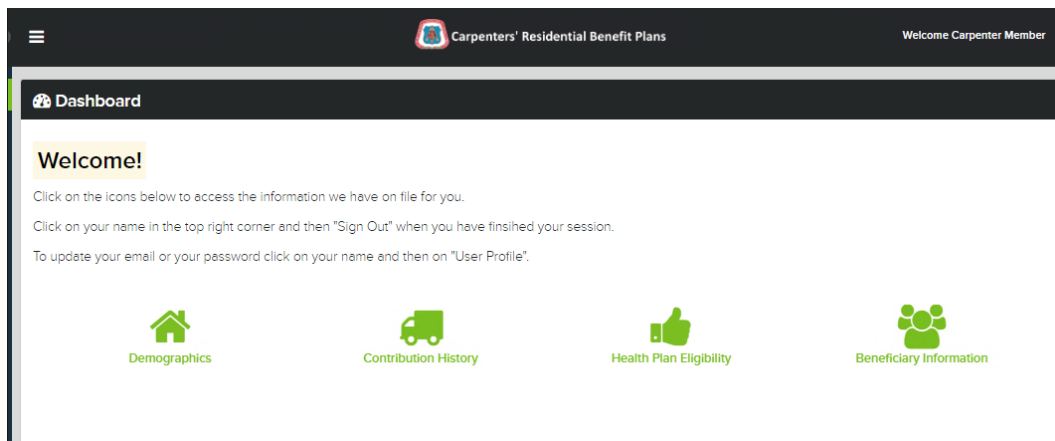 Carpenters' Residential Benefit Plans
Welcome Carpenter Member
Dashboard
Welcome!
Click on the icons below to access the information we have on file for you.
Click on your name in the top right corner and then "Sign Out" when you have finsihed your session.
To update your email or your password click on your name and then on "User Profile".
Demographics
Contribution History
Health Plan Eligibility
Beneficiary Information